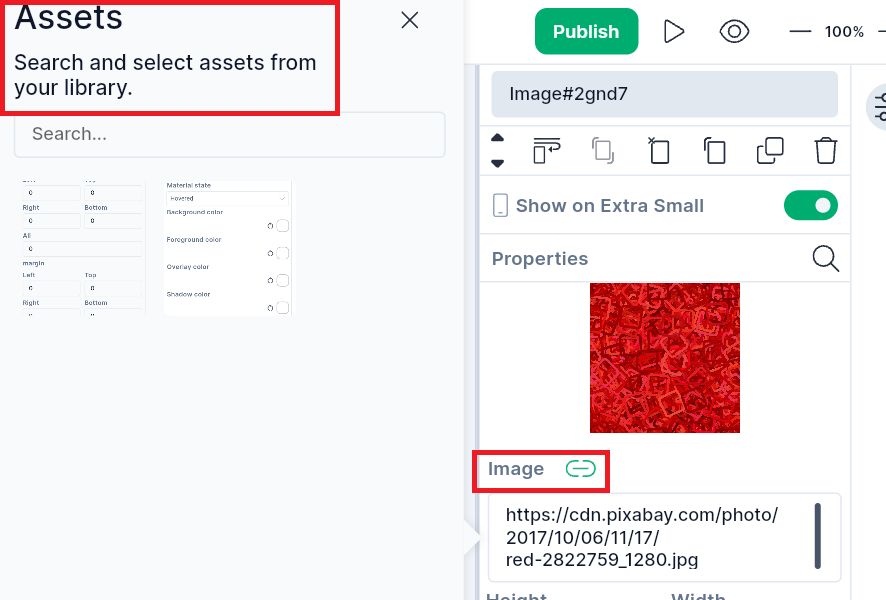 Assets
Search and select assets from
your library.
Search...
Right
Bottom
0
0
All
0
margin
Left
Top
0
0
Right
Bottom
Material state
Hovered
Background color
Foreground color
Overlay color
Shadow color
Publish
100%
Image#2gnd7
Show on Extra Small
Properties
Image
https://cdn.pixabay.com/photo/
2017/10/06/11/17/
red-2822759_1280.jpg
Height
Width